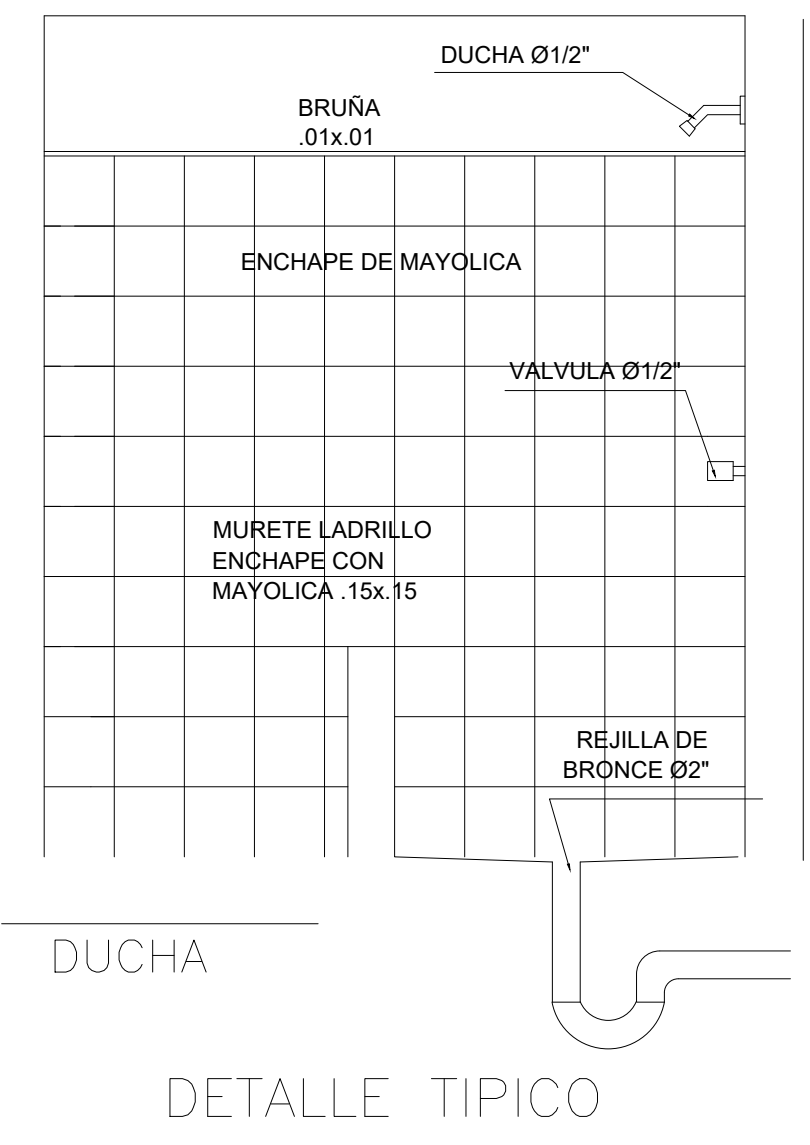 DUCHA Ø1/2"
BRUÑA
.01x.01
ENCHAPE DE MAYOLICA
VALVULA Ø1/2"
MURETE LADRILLO
ENCHAPE CON
MAYOLICA .15x.15
REJILLA DE
BRONCE Ø2"
DUCHA
DETALLE TIPICO